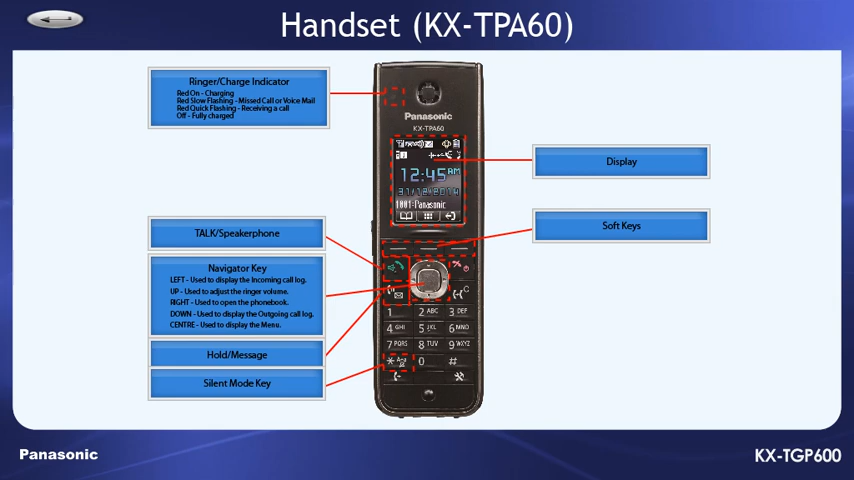 Handset (KX-TPA60)
Ringer/Charge Indicator
Red On - Charging
Red Slow Flashing - Missed Call or Voice Mail
Red Quick Flashing - Receiving a call
Off - Fully charged
Panasonic
KX-TPA60
12:45 AM
31/12/2014
1001:Panasonic
Display
Soft Keys
TALK/Speakerphone
Navigator Key
LEFT - Used to display the Incoming call log.
UP - Used to adjust the ringer volume.
RIGHT - Used to open the phonebook.
DOWN - Used to display the Outgoing call log.
CENTRE - Used to display the Menu.
Hold/Message
Silent Mode Key
C
1 2 ABC 3 DEF
4 GHI 5 JKL 6 MNO
7 PQRS 8 TUV 9 WXYZ
* 0 #
Panasonic
KX-TGP600